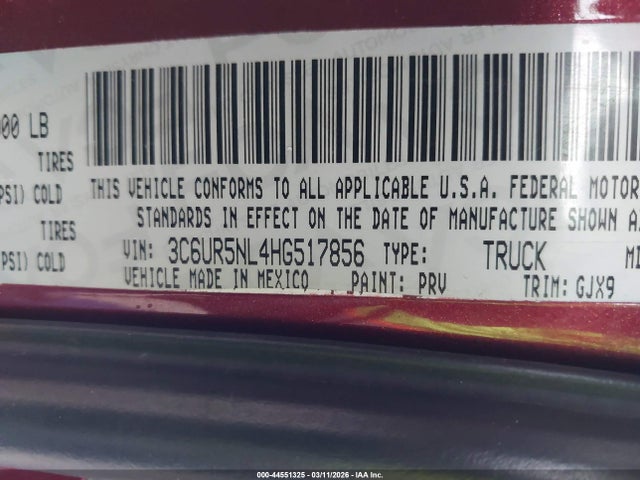 00 LB
TIRES
PSI) COLD
TIRES
PSI) COLD
THIS VEHICLE CONFORMS TO ALL APPLICABLE U.S.A. FEDERAL MOTOR
STANDARDS IN EFFECT ON THE DATE OF MANUFACTURE SHOWN A
VIN: 3C6UR5NL4HG517856 TYPE: TRUCK
VEHICLE MADE IN MEXICO PAINT: PRV TRIM: GJX9
000-44551325 - 03/11/2026 - IAA Inc.